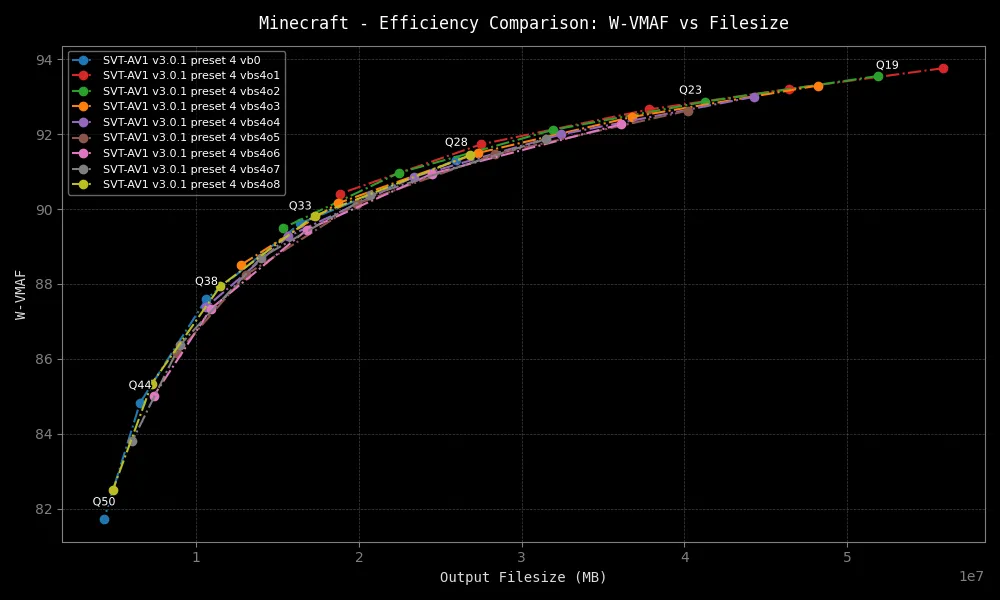 Minecraft - Efficiency Comparison: W-VMAF vs Filesize
SVT-AV1 v3.0.1 preset 4 vb0
SVT-AV1 v3.0.1 preset 4 vbs4o1
SVT-AV1 v3.0.1 preset 4 vbs4o2
SVT-AV1 v3.0.1 preset 4 vbs4o3
SVT-AV1 v3.0.1 preset 4 vbs4o4
SVT-AV1 v3.0.1 preset 4 vbs4o5
SVT-AV1 v3.0.1 preset 4 vbs4o6
SVT-AV1 v3.0.1 preset 4 vbs4o7
SVT-AV1 v3.0.1 preset 4 vbs4o8
Q19
Q23
Q28
Q33
Q38
Q44
Q50
94
92
90
88
86
84
82
W-VMAF
1
2
3
4
5
1e7
Output Filesize (MB)